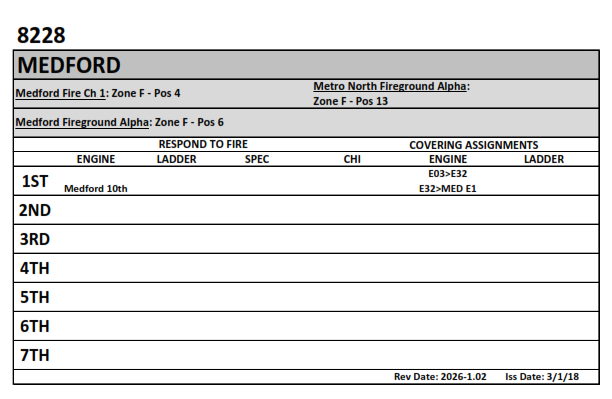 8228
MEDFORD
Medford Fire Ch 1: Zone F - Pos 4
Metro North Fireground Alpha:
Zone F - Pos 13
Medford Fireground Alpha: Zone F - Pos 6
RESPOND TO FIRE COVERING ASSIGNMENTS
ENGINE LADDER SPEC CHI ENGINE LADDER
1ST
E03>E32
Medford 10th E32>MED E1
2ND
3RD
4TH
5TH
6TH
7TH
Rev Date: 2026-1.02 Iss Date: 3/1/18